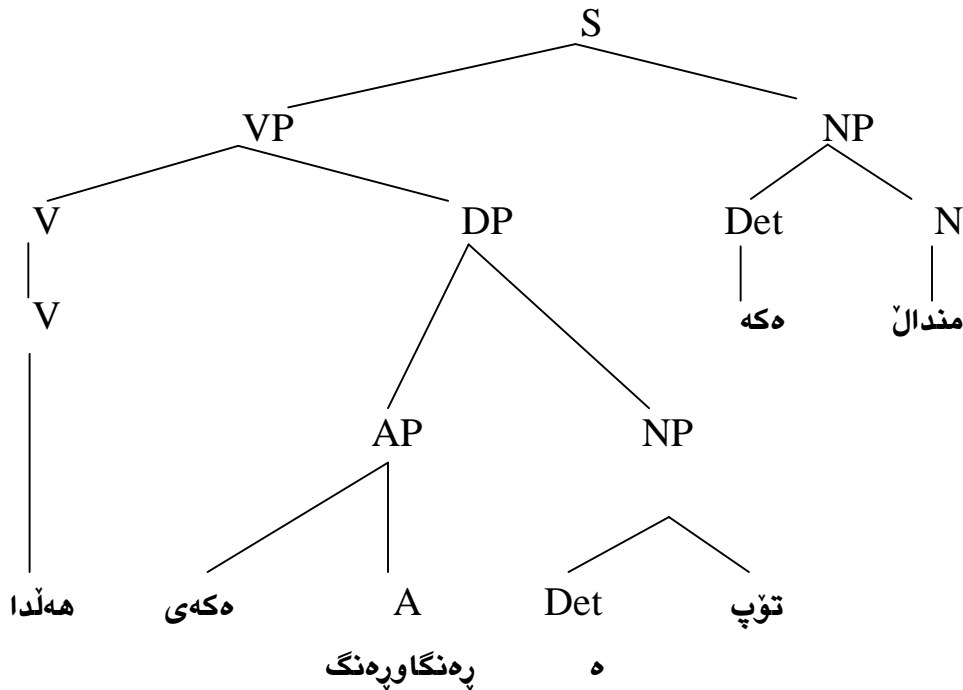 S
VP NP
V DP Det N
V ەکە منداڵ
AP NP
هەڵدا ەکەی A Det تۆپ
ڕەنگاوڕەنگ ە